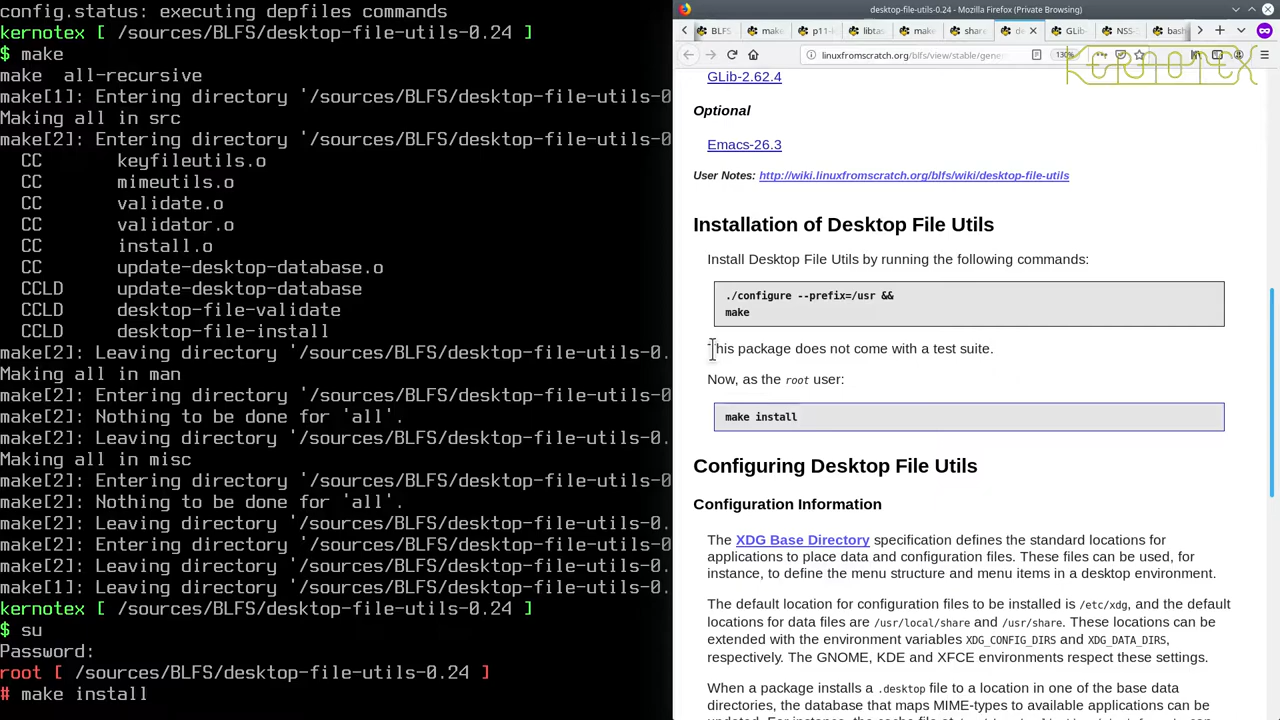 config.status: executing depfiles commands
kernotex [ /sources/BLFS/desktop-file-utils-0.24 ]
$ make
make  all-recursive
make[1]: Entering directory '/sources/BLFS/desktop-file-utils-0
Making all in src
make[2]: Entering directory '/sources/BLFS/desktop-file-utils-0
CC       keyfileutils.o
CC       mimeutils.o
CC       validate.o
CC       validator.o
CC       install.o
CC       update-desktop-database.o
CCLD     update-desktop-database
CCLD     desktop-file-validate
CCLD     desktop-file-install
make[2]: Leaving directory '/sources/BLFS/desktop-file-utils-0.
Making all in man
make[2]: Entering directory '/sources/BLFS/desktop-file-utils-0
make[2]: Nothing to be done for 'all'.
make[2]: Leaving directory '/sources/BLFS/desktop-file-utils-0.
Making all in misc
make[2]: Entering directory '/sources/BLFS/desktop-file-utils-0
make[2]: Nothing to be done for 'all'.
make[2]: Leaving directory '/sources/BLFS/desktop-file-utils-0.
make[2]: Entering directory '/sources/BLFS/desktop-file-utils-0
make[2]: Leaving directory '/sources/BLFS/desktop-file-utils-0.
make[1]: Leaving directory '/sources/BLFS/desktop-file-utils-0.
kernotex [ /sources/BLFS/desktop-file-utils-0.24 ]
$ su
Password:
root [ /sources/BLFS/desktop-file-utils-0.24 ]
# make install
desktop-file-utils-0.24 - Mozilla Firefox (Private Browsing)
BLFS make p11-k libtas make share de GLib NSS- bash
linuxfromscratch.org/blfs/view/stable/gene 130%
KERNOTEX
GLib-2.62.4
Optional
Emacs-26.3
User Notes: http://wiki.linuxfromscratch.org/blfs/wiki/desktop-file-utils
Installation of Desktop File Utils
Install Desktop File Utils by running the following commands:
./configure --prefix=/usr &&
make
This package does not come with a test suite.
Now, as the root user:
make install
Configuring Desktop File Utils
Configuration Information
The XDG Base Directory specification defines the standard locations for
applications to place data and configuration files. These files can be used, for
instance, to define the menu structure and menu items in a desktop environment.
The default location for configuration files to be installed is /etc/xdg, and the default
locations for data files are /usr/local/share and /usr/share. These locations can be
extended with the environment variables XDG_CONFIG_DIRS and XDG_DATA_DIRS,
respectively. The GNOME, KDE and XFCE environments respect these settings.
When a package installs a .desktop file to a location in one of the base data
directories, the database that maps MIME-types to available applications can be